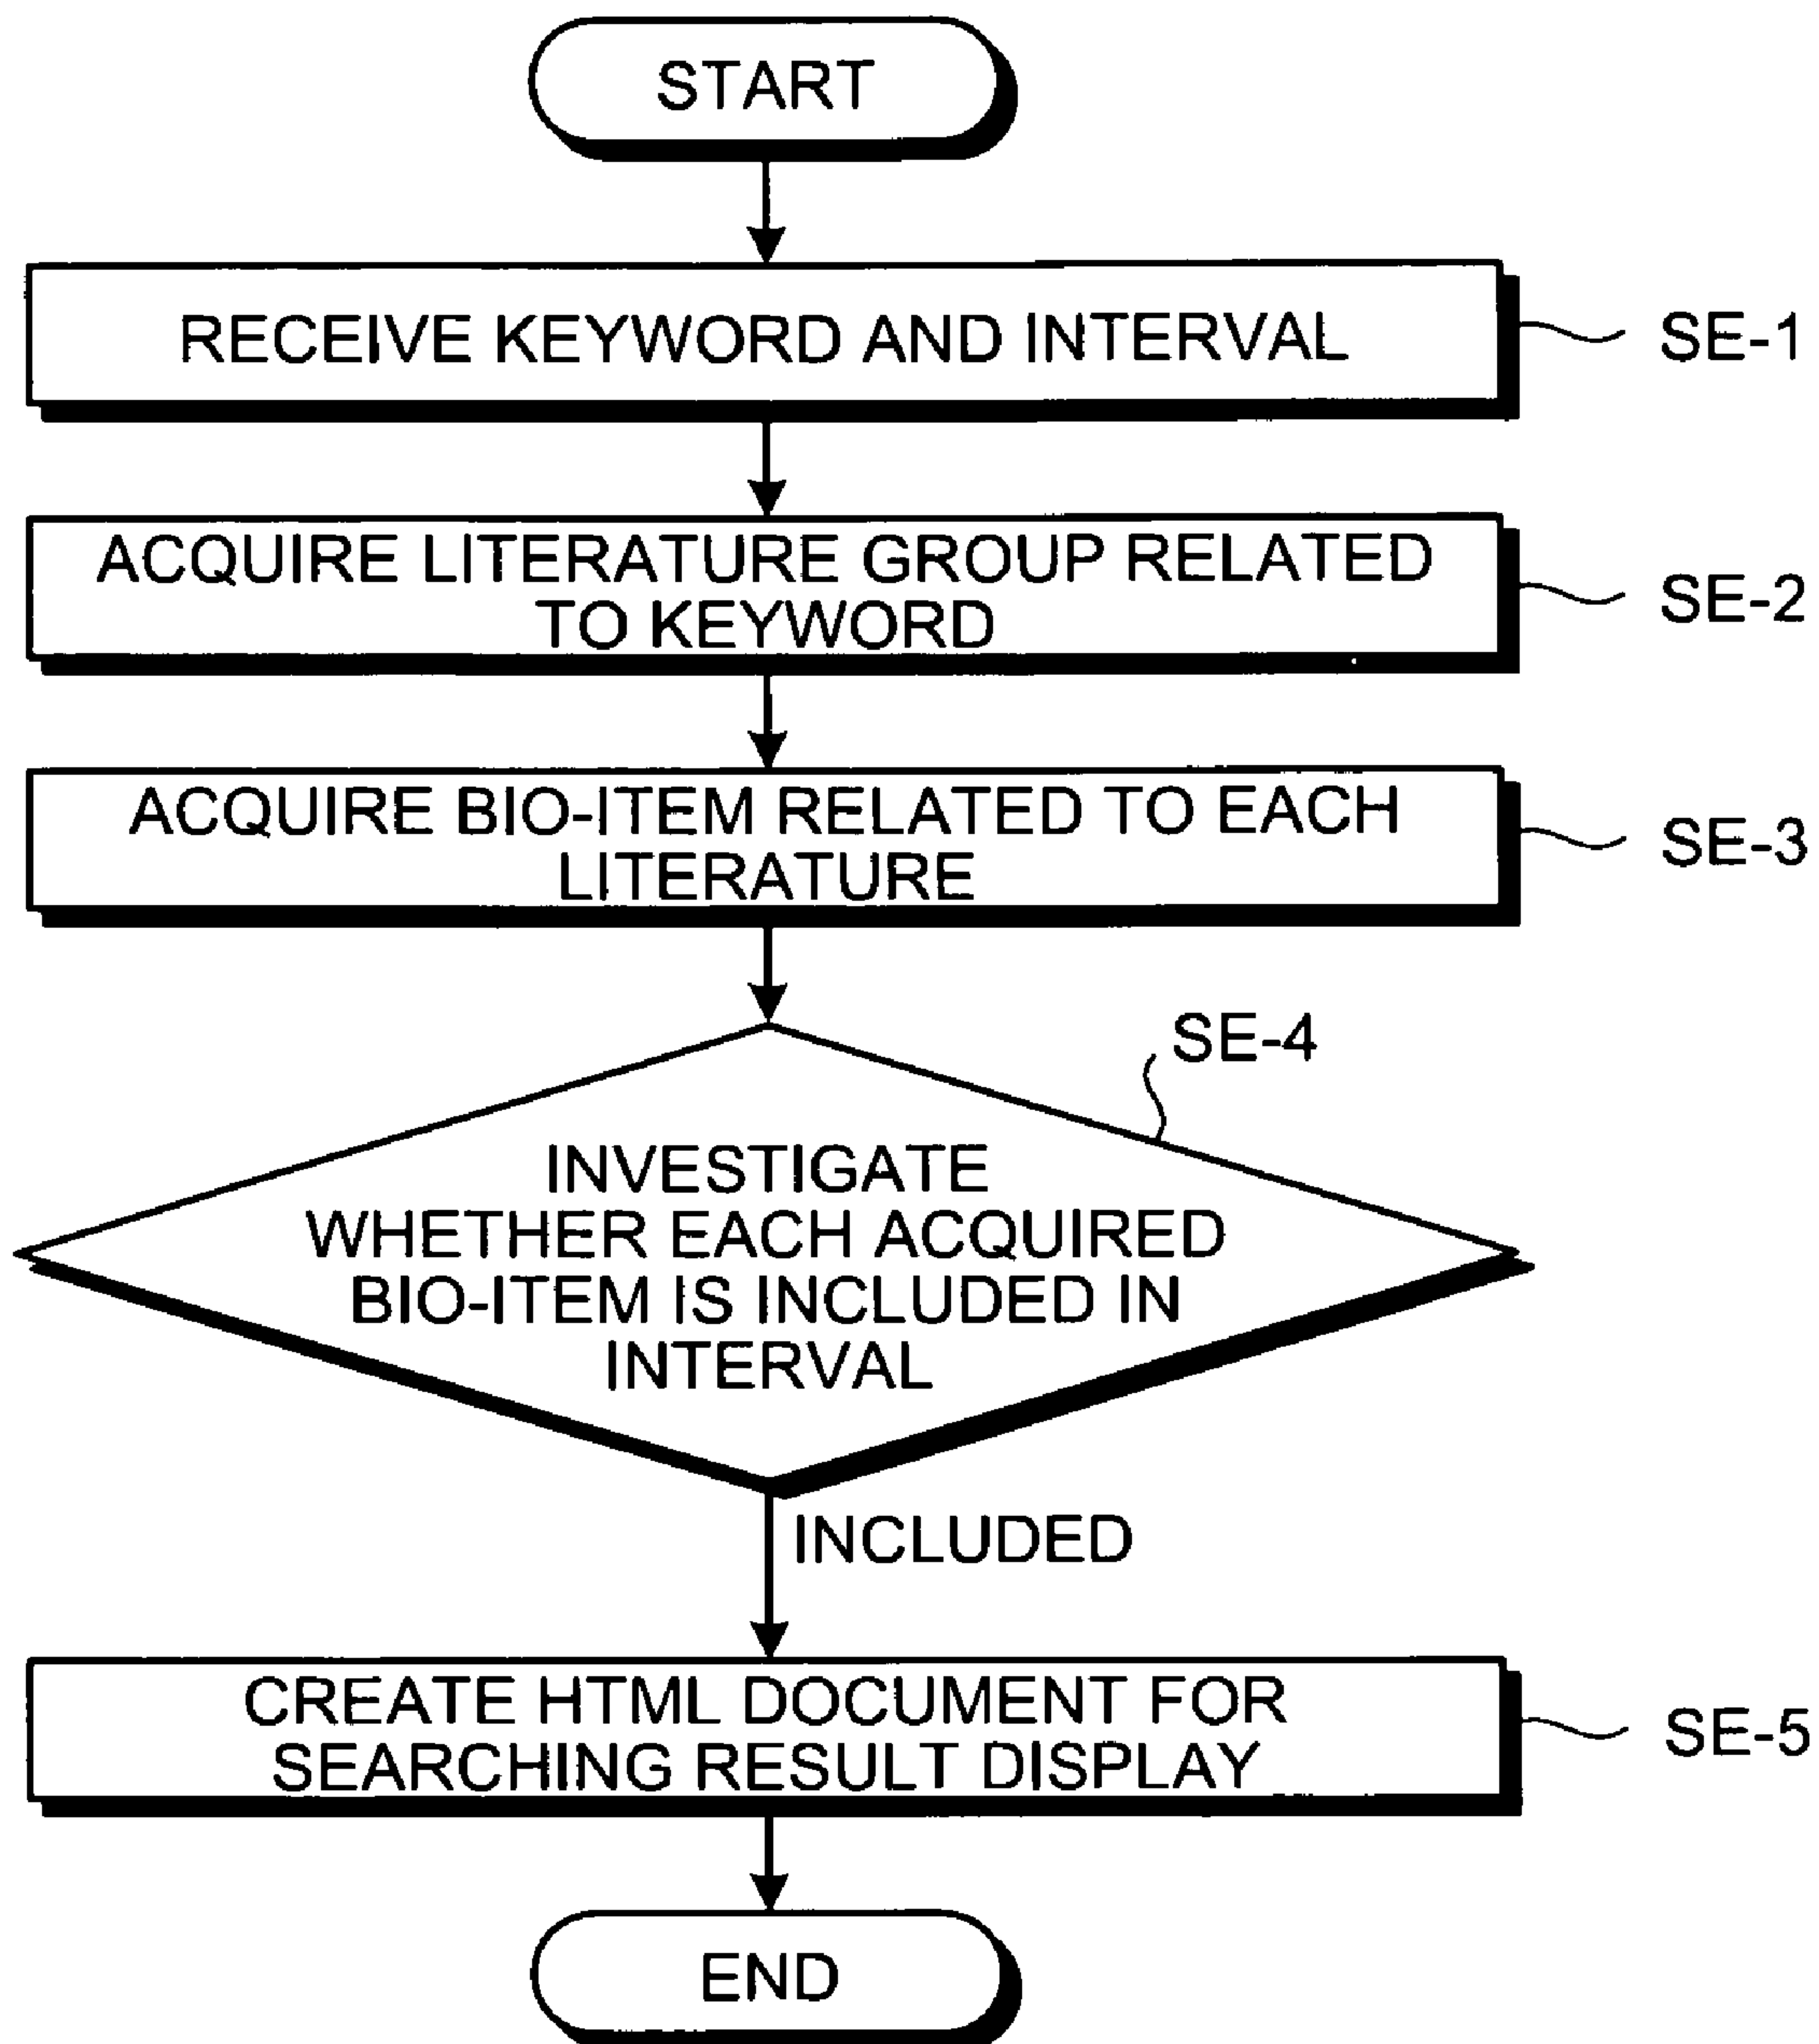 START
RECEIVE KEYWORD AND INTERVAL
SE-1
ACQUIRE LITERATURE GROUP RELATED
TO KEYWORD
SE-2
ACQUIRE BIO-ITEM RELATED TO EACH
LITERATURE
SE-3
SE-4
INVESTIGATE
WHETHER EACH ACQUIRED
BIO-ITEM IS INCLUDED IN
INTERVAL
INCLUDED
CREATE HTML DOCUMENT FOR
SEARCHING RESULT DISPLAY
SE-5
END